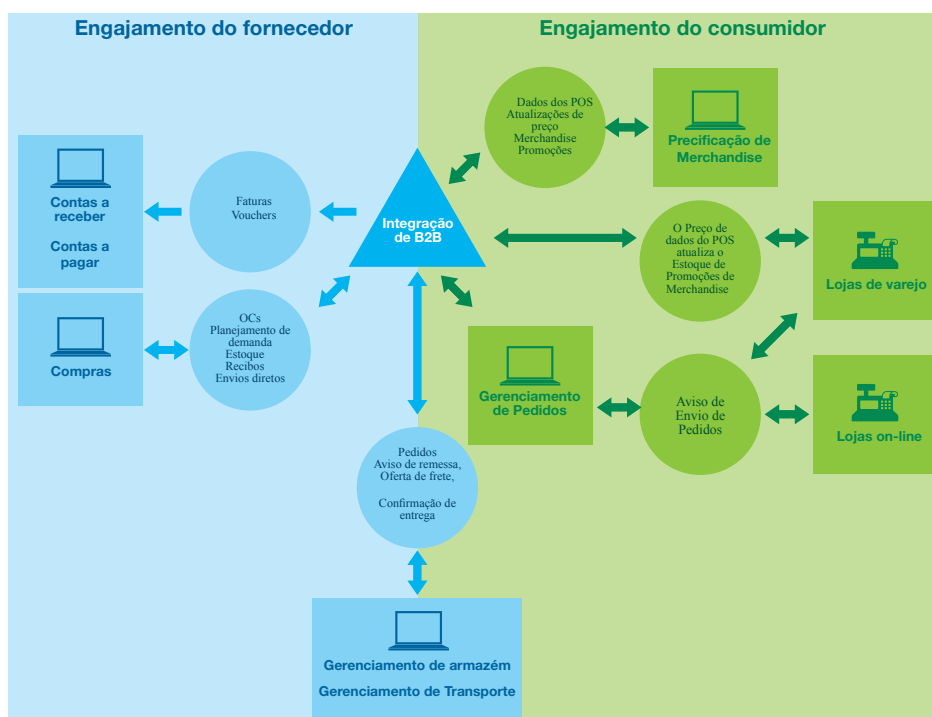 Engajamento do fornecedor
Engajamento do consumidor
Dados dos POS
Atualizações de
preço
Merchandise
Promoções
Precificação de
Merchandise
Contas a
receber
Contas a
pagar
Faturas
Vouchers
Integração
de B2B
O Preço de
dados do POS
atualiza o
Estoque de
Promoções de
Merchandise
Lojas de varejo
OCs
Planejamento de
demanda
Estoque
Recibos
Envios diretos
Compras
Gerenciamento
de Pedidos
Aviso de
Envio de
Pedidos
Lojas on-line
Pedidos
Aviso de remessa,
Oferta de frete,
Confirmação de
entrega
Gerenciamento de armazém
Gerenciamento de Transporte